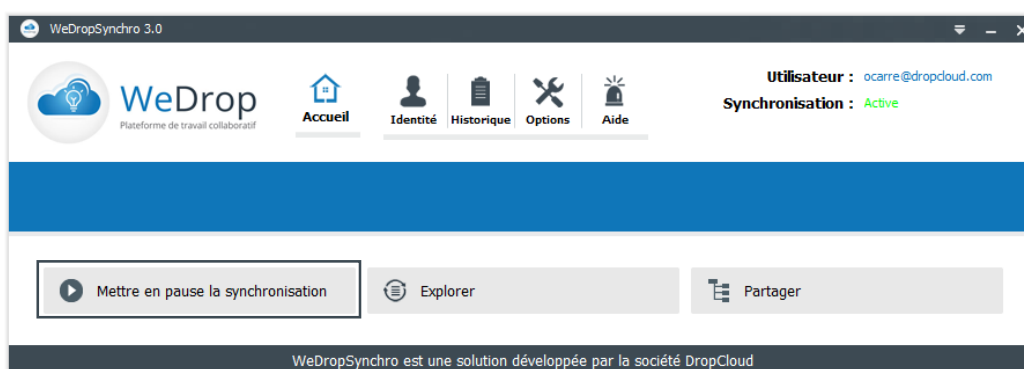 WeDropSynchro 3.0
WeDrop
Plateforme de travail collaboratif
Accueil
Identité
Historique
Options
Aide
Utilisateur : ocarre@dropcloud.com
Synchronisation : Active
Mettre en pause la synchronisation
Explorer
Partager
WeDropSynchro est une solution développée par la société DropCloud